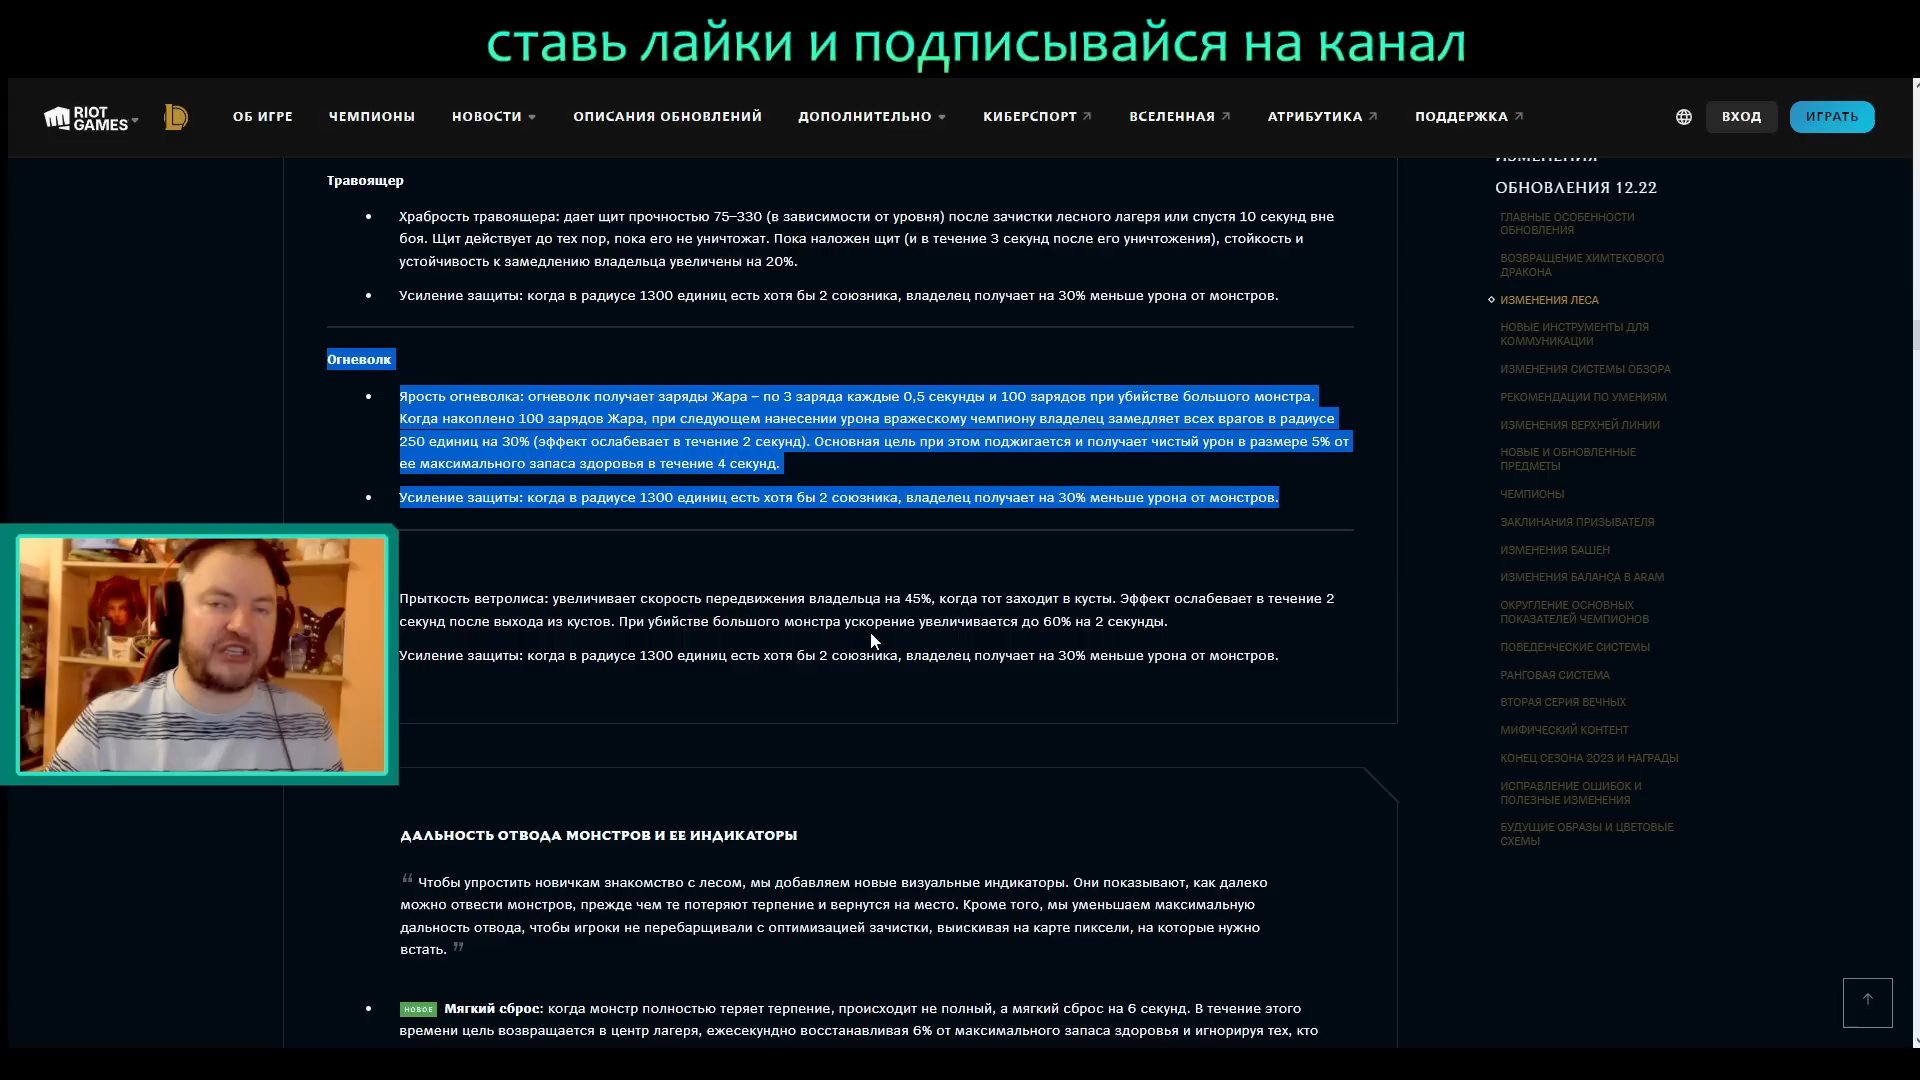 ставь лайки и подписывайся на канал
RIOT GAMES
ОБ ИГРЕ
ЧЕМПИОНЫ
НОВОСТИ
ОПИСАНИЯ ОБНОВЛЕНИЙ
ДОПОЛНИТЕЛЬНО
КИБЕРСПОРТ
ВСЕЛЕННАЯ
АТРИБУТИКА
ПОДДЕРЖКА
ВХОД
ИГРАТЬ
Травоящер
Храбрость травоящера: дает щит прочностью 75–330 (в зависимости от уровня) после зачистки лесного лагеря или спустя 10 секунд вне
боя. Щит действует до тех пор, пока его не уничтожат. Пока наложен щит (и в течение 3 секунд после его уничтожения), стойкость и
устойчивость к замедлению владельца увеличены на 20%.
Усиление защиты: когда в радиусе 1300 единиц есть хотя бы 2 союзника, владелец получает на 30% меньше урона от монстров.
Огневолк
Ярость огневолка: огневолк получает заряды Жара – по 3 заряда каждые 0,5 секунды и 100 зарядов при убийстве большого монстра.
Когда накоплено 100 зарядов Жара, при следующем нанесении урона вражескому чемпиону владелец замедляет всех врагов в радиусе
250 единиц на 30% (эффект ослабевает в течение 2 секунд). Основная цель при этом поджигается и получает чистый урон в размере 5% от
ее максимального запаса здоровья в течение 4 секунд.
Усиление защиты: когда в радиусе 1300 единиц есть хотя бы 2 союзника, владелец получает на 30% меньше урона от монстров.
Прыткость ветролиса: увеличивает скорость передвижения владельца на 45%, когда тот заходит в кусты. Эффект ослабевает в течение 2
секунд после выхода из кустов. При убийстве большого монстра ускорение увеличивается до 60% на 2 секунды.
Усиление защиты: когда в радиусе 1300 единиц есть хотя бы 2 союзника, владелец получает на 30% меньше урона от монстров.
ДАЛЬНОСТЬ ОТВОДА МОНСТРОВ И ЕЕ ИНДИКАТОРЫ
“ Чтобы упростить новичкам знакомство с лесом, мы добавляем новые визуальные индикаторы. Они показывают, как далеко
можно отвести монстров, прежде чем те потеряют терпение и вернутся на место. Кроме того, мы уменьшаем максимальную
дальность отвода, чтобы игроки не перебарщивали с оптимизацией зачистки, выискивая на карте пиксели, на которые нужно
встать. ”
НОВОЕ Мягкий сброс: когда монстр полностью теряет терпение, происходит не полный, а мягкий сброс на 6 секунд. В течение этого
времени цель возвращается в центр лагеря, ежесекундно восстанавливая 6% от максимального запаса здоровья и игнорируя тех, кто
ИЗМЕНЕНИЯ
ОБНОВЛЕНИЯ 12.22
ГЛАВНЫЕ ОСОБЕННОСТИ
ОБНОВЛЕНИЯ
ВОЗВРАЩЕНИЕ ХИМТЕКОВОГО
ДРАКОНА
ИЗМЕНЕНИЯ ЛЕСА
НОВЫЕ ИНСТРУМЕНТЫ ДЛЯ
КОММУНИКАЦИИ
ИЗМЕНЕНИЯ СИСТЕМЫ ОБЗОРА
РЕКОМЕНДАЦИИ ПО УМЕНИЯМ
ИЗМЕНЕНИЯ ВЕРХНЕЙ ЛИНИИ
НОВЫЕ И ОБНОВЛЕННЫЕ
ПРЕДМЕТЫ
ЧЕМПИОНЫ
ЗАКЛИНАНИЯ ПРИЗЫВАТЕЛЯ
ИЗМЕНЕНИЯ БАШЕН
ИЗМЕНЕНИЯ БАЛАНСА В ARAM
ОКРУГЛЕНИЕ ОСНОВНЫХ
ПОКАЗАТЕЛЕЙ ЧЕМПИОНОВ
ПОВЕДЕНЧЕСКИЕ СИСТЕМЫ
РАНГОВАЯ СИСТЕМА
ВТОРАЯ СЕРИЯ ВЕЧНЫХ
МИФИЧЕСКИЙ КОНТЕНТ
КОНЕЦ СЕЗОНА 2023 И НАГРАДЫ
ИСПРАВЛЕНИЕ ОШИБОК И
ПОЛЕЗНЫЕ ИЗМЕНЕНИЯ
БУДУЩИЕ ОБРАЗЫ И ЦВЕТОВЫЕ
СХЕМЫ